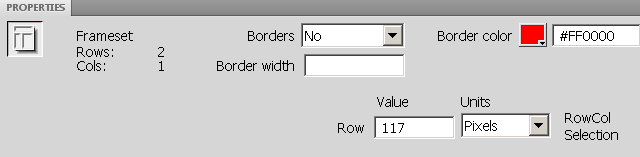 PROPERTIES
Frameset Borders No Border color #FF0000
Rows: 2
Cols: 1 Border width
Value Units
Row 117 Pixels RowCol
Selection